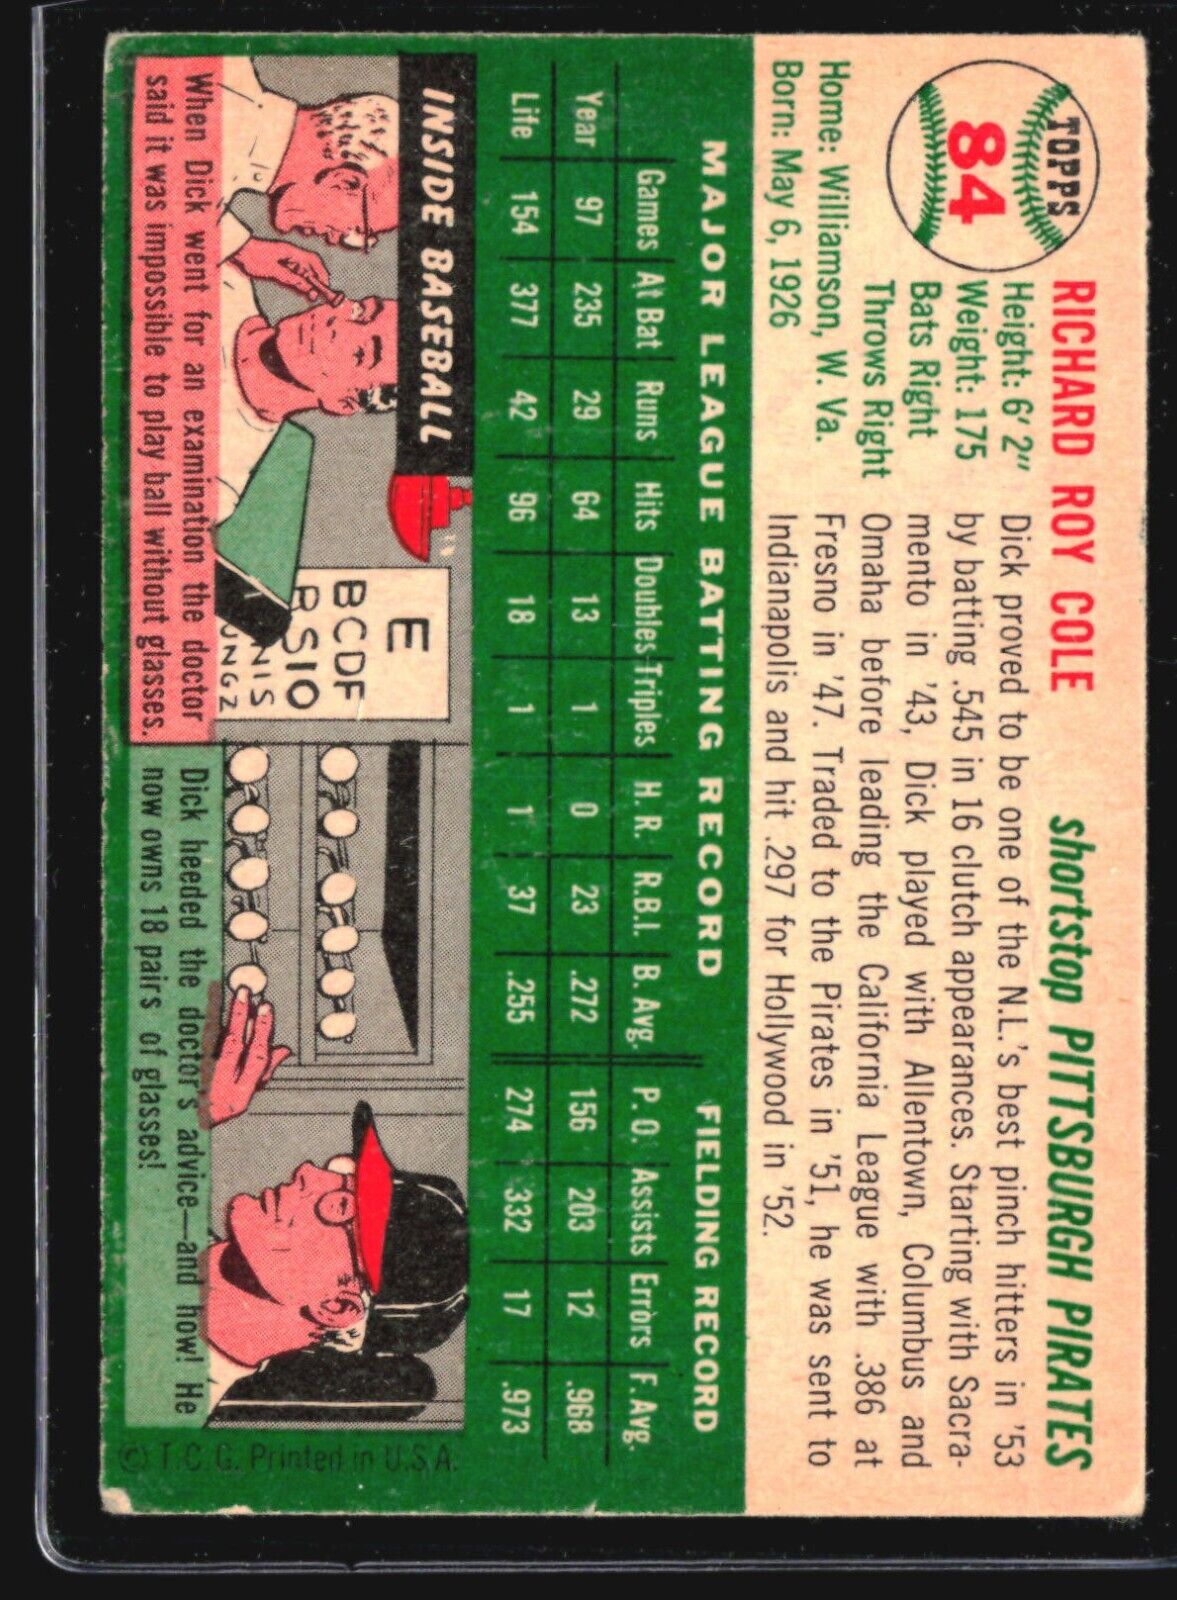 TOPPS
84
RICHARD ROY COLE
shortstop PITTSBURGH PIRATES
Height: 6' 2"
Weight: 175
Bats Right
Throws Right
Home: Williamson, W. Va.
Born: May 6, 1926
Dick proved to be one of the N.L.'s best pinch hitters in '53
by batting .545 in 16 clutch appearances. Starting with Sacra-
mento in '43, Dick played with Allentown, Columbus and
Omaha before leading the California League with .386 at
Fresno in '47. Traded to the Pirates in '51, he was sent to
Indianapolis and hit .297 for Hollywood in '52.
MAJOR LEAGUE BATTING RECORD FIELDING RECORD
Games At Bat Runs Hits Doubles Triples H. R. R.B.I. B. Avg. P. O. Assists Errors F. Avg.
Year 97 235 29 64 13 1 0 23 .272 156 203 12 .968
Life 154 377 42 96 18 1 1 37 .255 274 332 17 .973
INSIDE BASEBALL
E
BCDF
RSIO
NIS
UNGZ
When Dick went for an examination the doctor
said it was impossible to play ball without glasses.
Dick heeded the doctor's advice—and how! He
now owns 18 pairs of glasses!
© T.C.G. Printed in U.S.A.